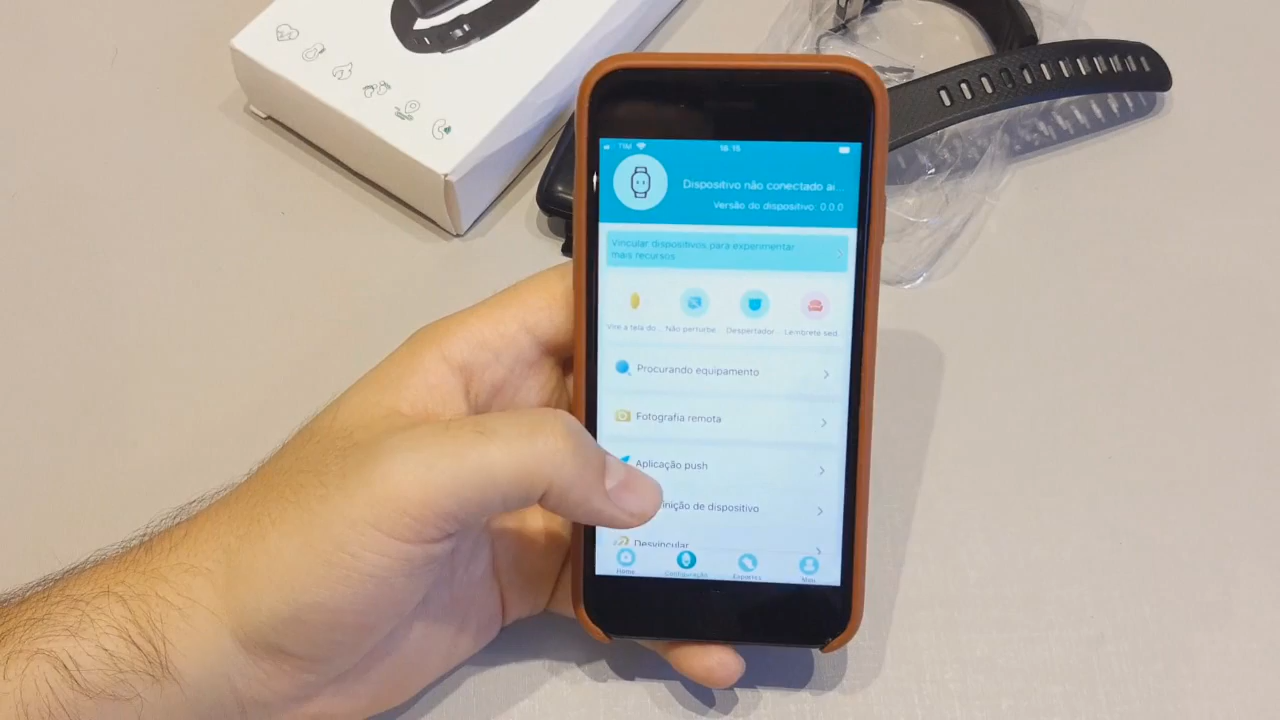 TIM
18:15
Dispositivo não conectado ai...
Versão do dispositivo: 0.0.0
Vincular dispositivos para experimentar
mais recursos
Vire a tela do...
Não perturbe...
Despertador...
Lembrete sed...
Procurando equipamento
Fotografia remota
Aplicação push
inição de dispositivo
Desvincular
Home
Configuração
Esportes
Meu